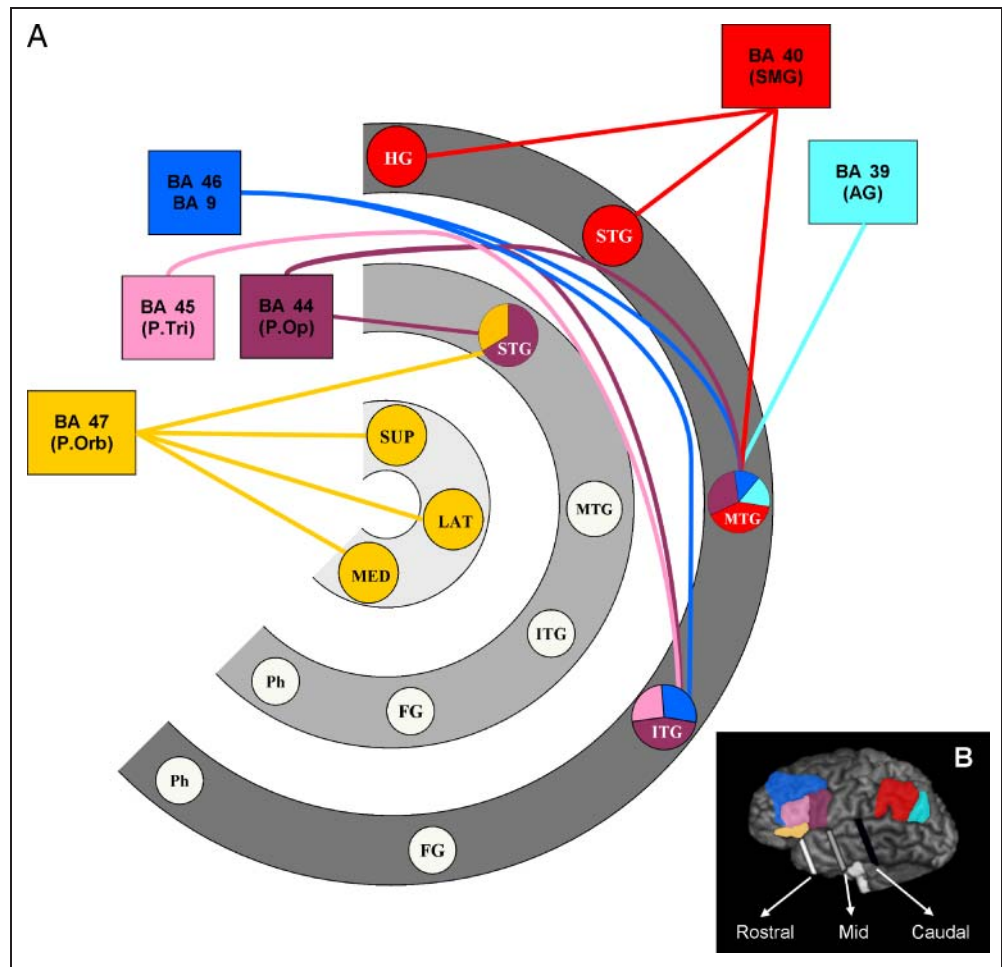 A
BA 40
(SMG)
HG
BA 46
BA 9
BA 39
(AG)
STG
BA 45
(P.Tri)
BA 44
(P.Op)
STG
BA 47
(P.Orb)
SUP
LAT
MTG
MTG
MED
ITG
Ph
FG
ITG
Ph
FG
B
Rostral
Mid
Caudal